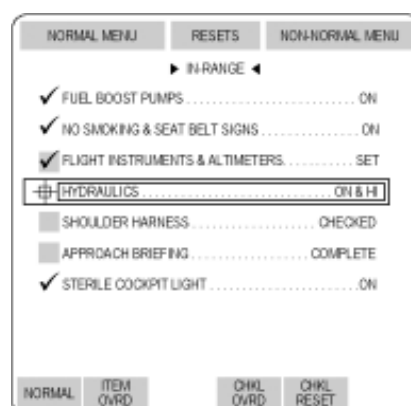 NORMAL MENU RESETS NON-NORMAL MENU
▶ IN-RANGE ◀
✓ FUEL BOOST PUMPS . . . . . . . . . . . . . . . . . . . . . . . . . . . ON
✓ NO SMOKING & SEAT BELT SIGNS . . . . . . . . . . . . . . . . . ON
✓ FLIGHT INSTRUMENTS & ALTIMETERS. . . . . . . . . . . SET
HYDRAULICS . . . . . . . . . . . . . . . . . . . . . . . . . . . . . ON & HI
SHOULDER HARNESS . . . . . . . . . . . . . . . . . . . . CHECKED
APPROACH BRIEFING . . . . . . . . . . . . . . . . . . COMPLETE
✓ STERILE COCKPIT LIGHT . . . . . . . . . . . . . . . . . . . . . . . ON
NORMAL ITEM OVRD CHKL OVRD CHKL RESET